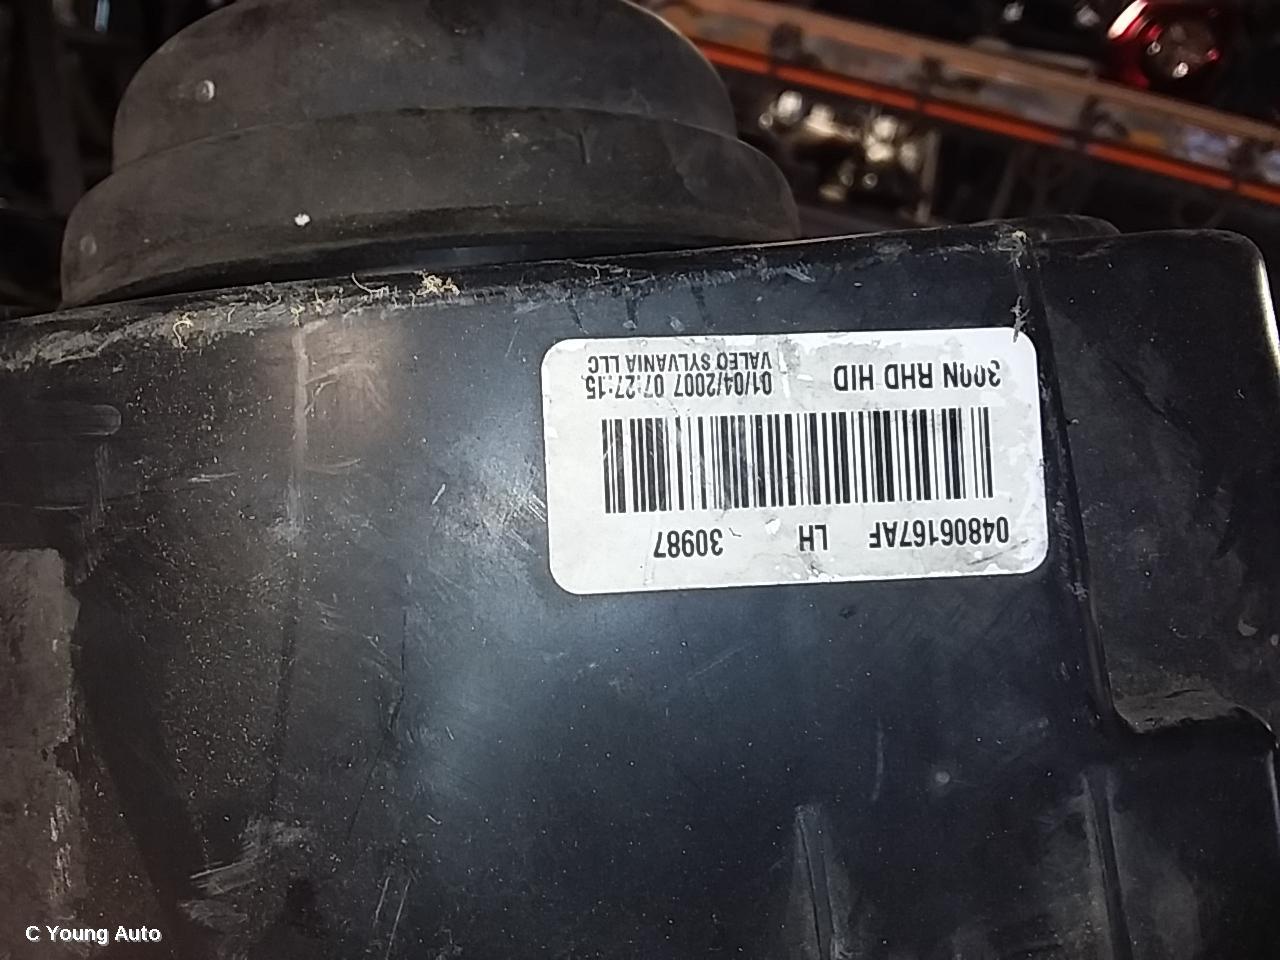 04806167AF LH 30987
300N RHD HID 01/04/2007 07:27:15
VALEO SYLVANIA LLC
C Young Auto